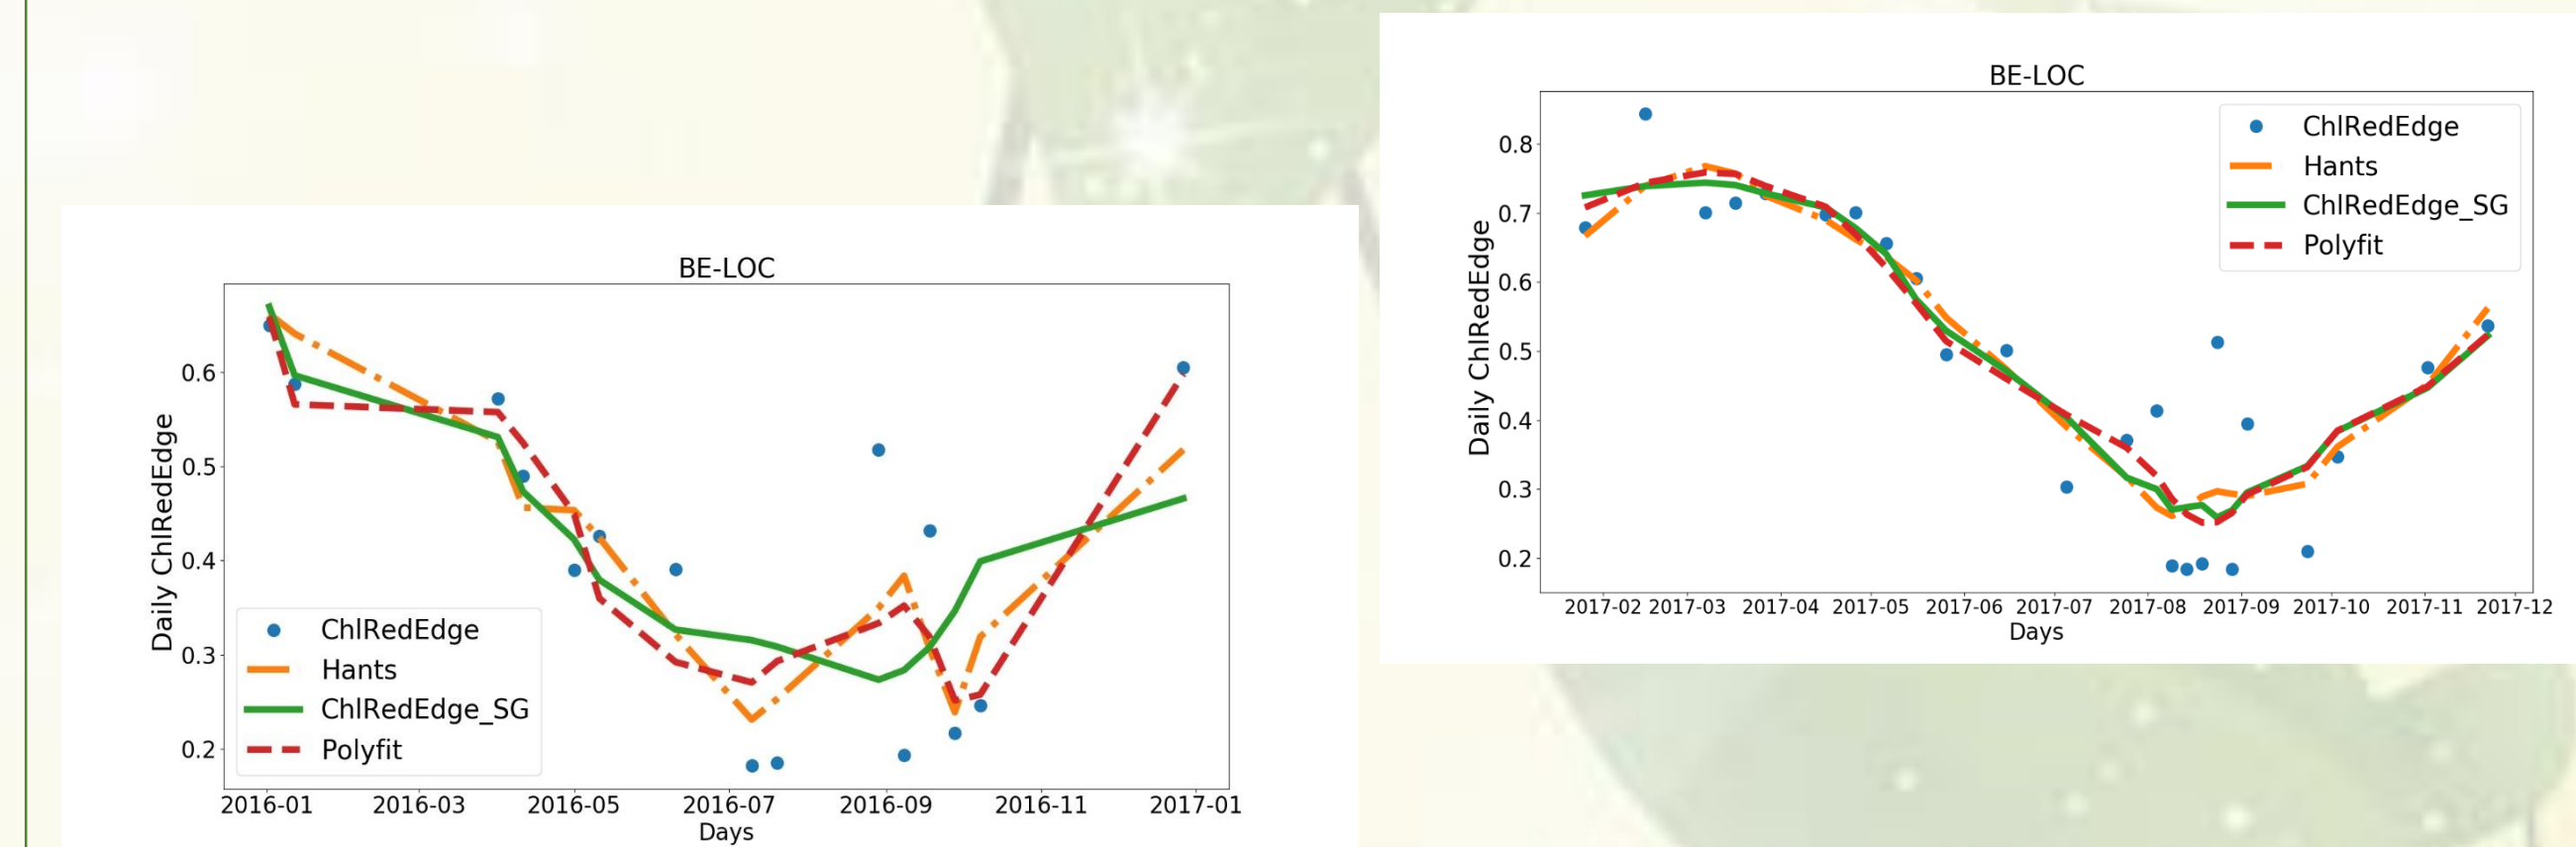 BE-LOC
Daily ChlRedEdge
0.6
0.5
0.4
0.3
0.2
ChlRedEdge
Hants
ChlRedEdge_SG
Polyfit
2016-01 2016-03 2016-05 2016-07 2016-09 2016-11 2017-01
Days
BE-LOC
Daily ChlRedEdge
0.8
0.7
0.6
0.5
0.4
0.3
0.2
ChlRedEdge
Hants
ChlRedEdge_SG
Polyfit
2017-02 2017-03 2017-04 2017-05 2017-06 2017-07 2017-08 2017-09 2017-10 2017-11 2017-12
Days